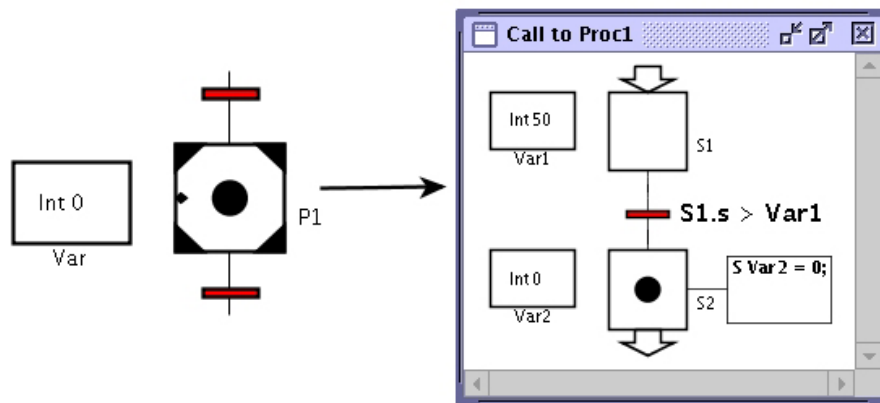 Int 0
Var
P1
Call to Proc1
Int 50
Var1
S1
S1.s > Var1
Int 0
Var2
S2
S Var2 = 0;